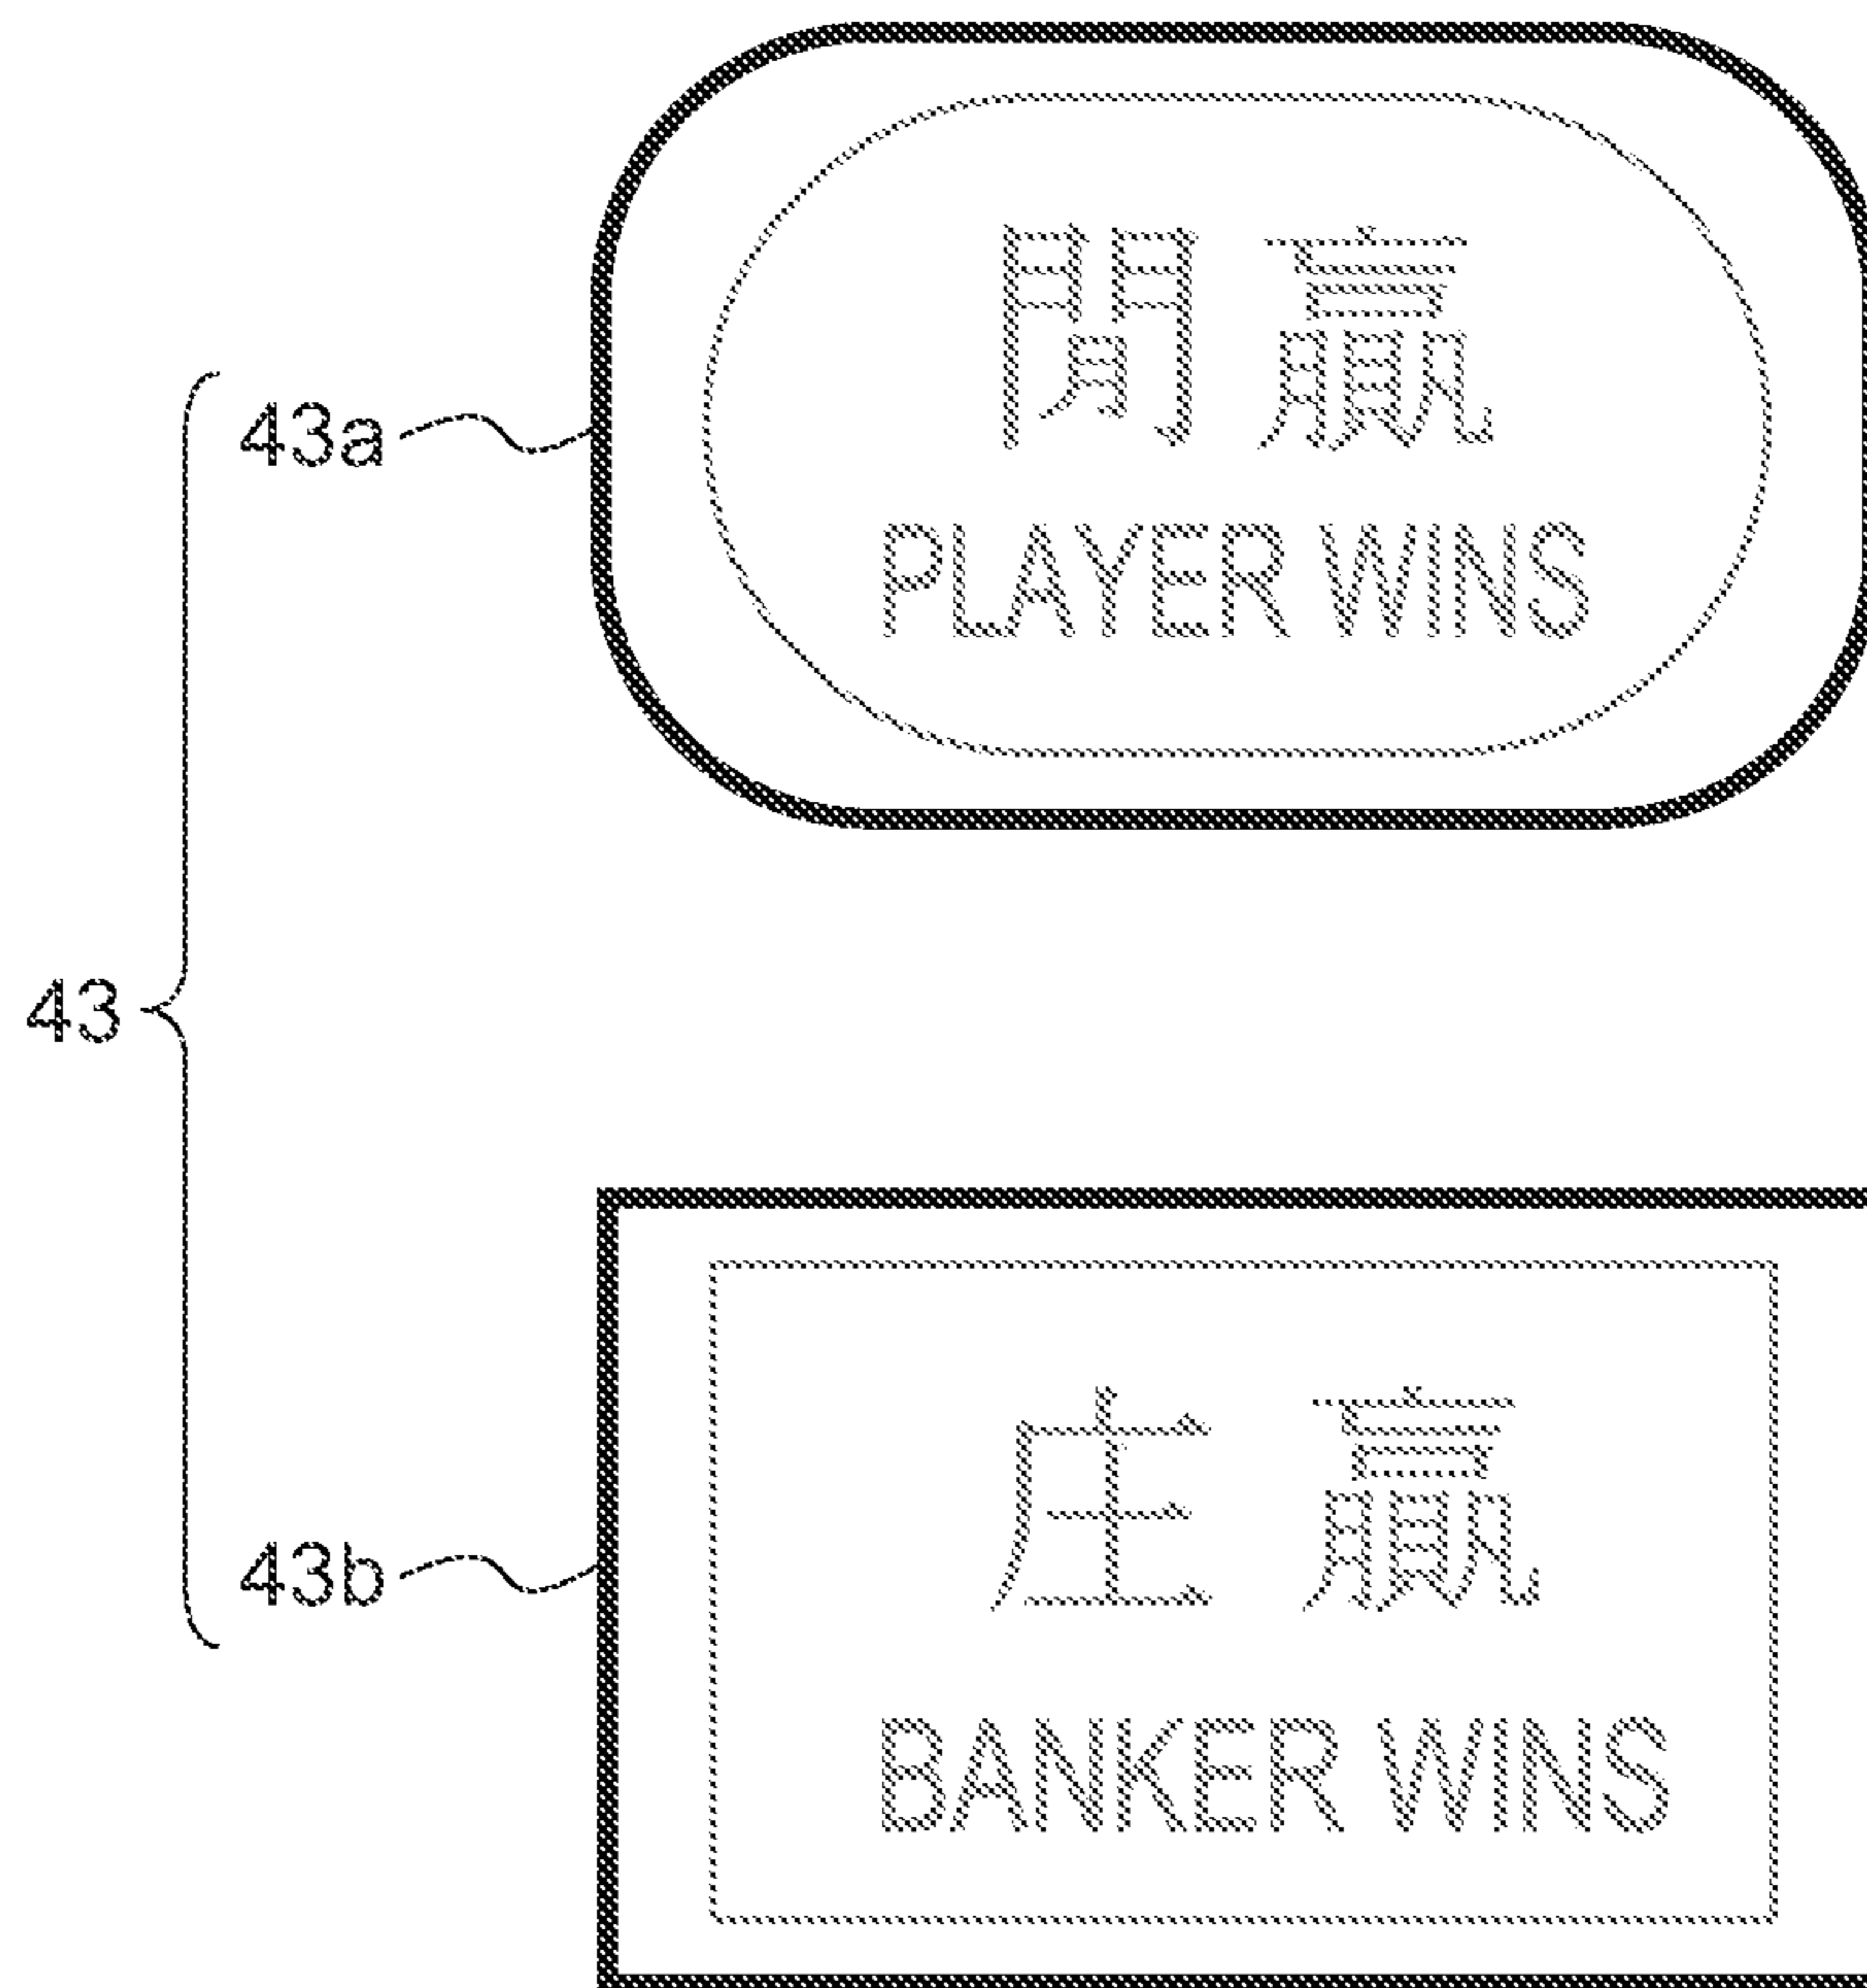 43a
閒贏
PLAYER WINS
43
43b
庄贏
BANKER WINS